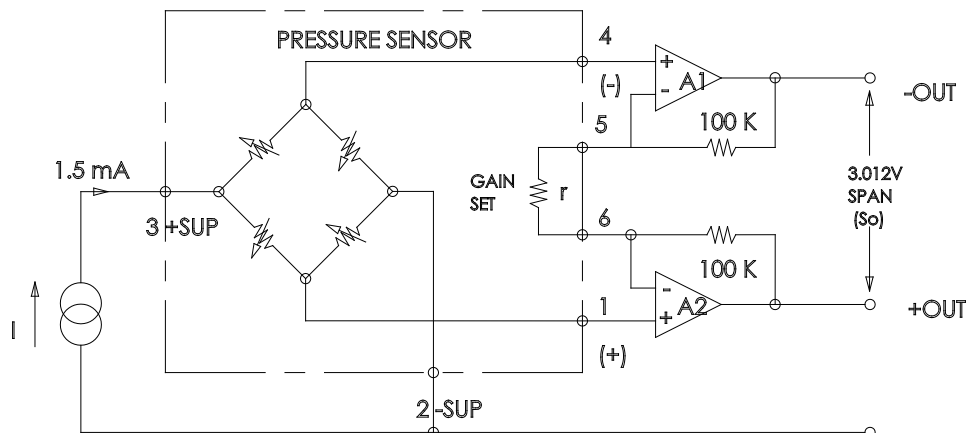 PRESSURE SENSOR
4
+
A1
(-)
-
-OUT
5
100 K
1.5 mA
GAIN
SET
r
3.012V
SPAN
(So)
3 +SUP
6
100 K
-
1
A2
+
+OUT
I
(+)
2 -SUP